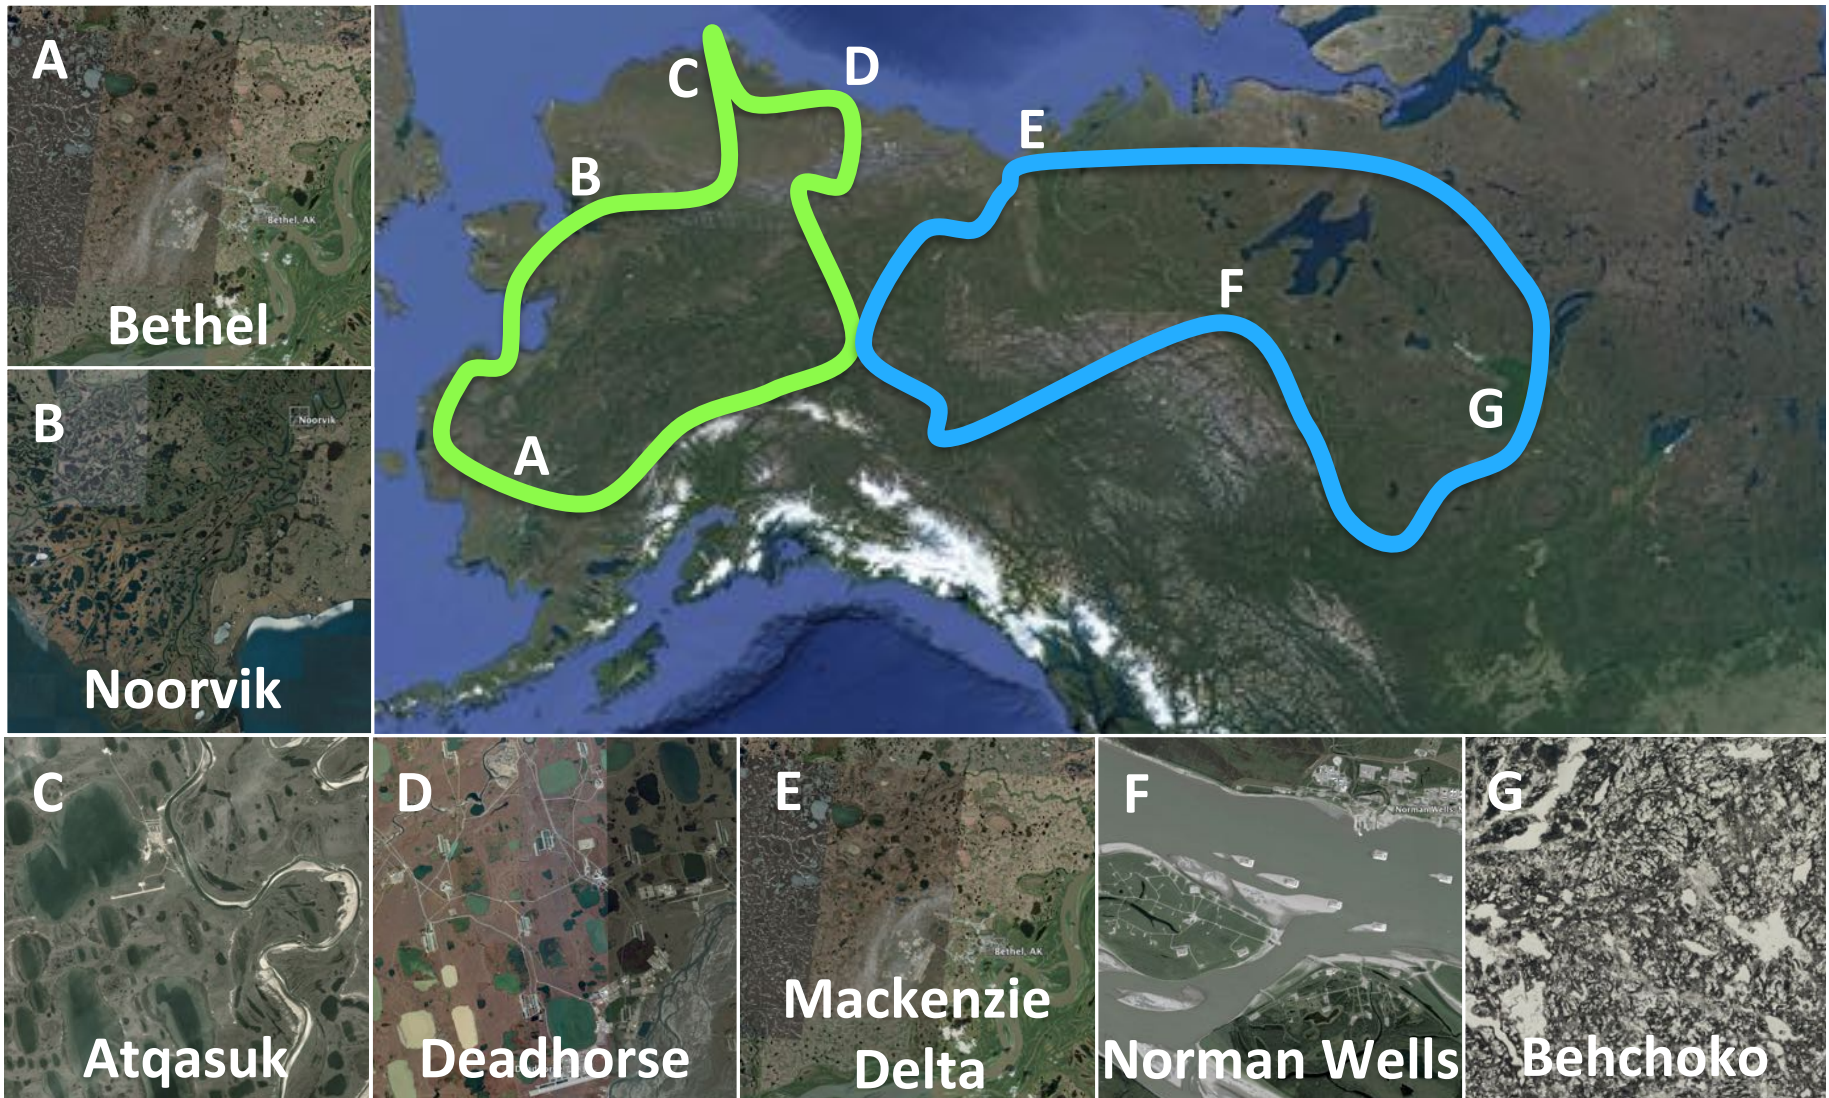 A
Bethel, AK
Bethel
B
Noorvik
Noorvik
C
D
E
B
F
G
A
C
Atqasuk
D
Deadhorse
E
Bethel, AK
Mackenzie
Delta
F
Norman Wells
Norman Wells
G
Behchoko